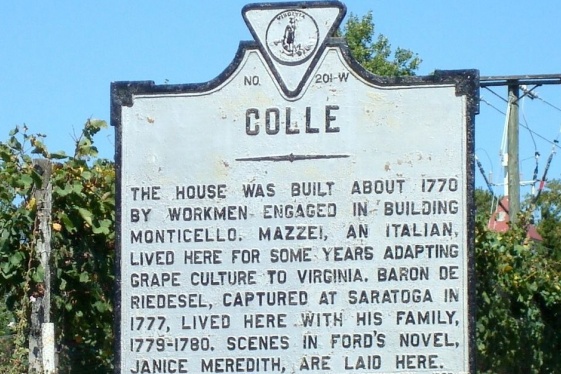 VIRGINIA
NO. 201-W
COLLE
THE HOUSE WAS BUILT ABOUT 1770
BY WORKMEN ENGAGED IN BUILDING
MONTICELLO. MAZZEI, AN ITALIAN,
LIVED HERE FOR SOME YEARS ADAPTING
GRAPE CULTURE TO VIRGINIA. BARON DE
RIEDESEL, CAPTURED AT SARATOGA IN
1777, LIVED HERE WITH HIS FAMILY,
1779-1780. SCENES IN FORD'S NOVEL,
JANICE MEREDITH, ARE LAID HERE.